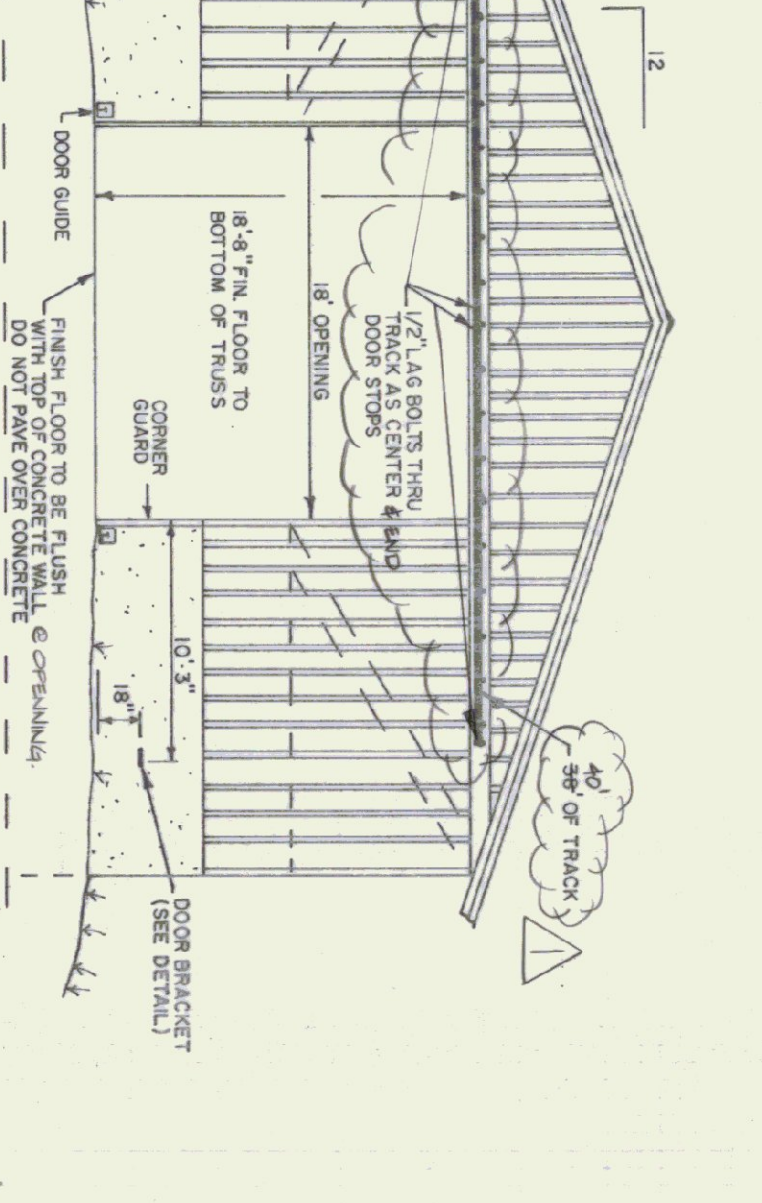 12
40'
38' OF TRACK
1
1/2" LAG BOLTS THRU
TRACK AS CENTER & END
DOOR STOPS
18' OPENING
18'-8" FIN. FLOOR TO
BOTTOM OF TRUSS
CORNER
GUARD
10'-3"
18"
DOOR BRACKET
(SEE DETAIL)
DOOR GUIDE
FINISH FLOOR TO BE FLUSH
WITH TOP OF CONCRETE WALL @ OPENNING.
DO NOT PAVE OVER CONCRETE